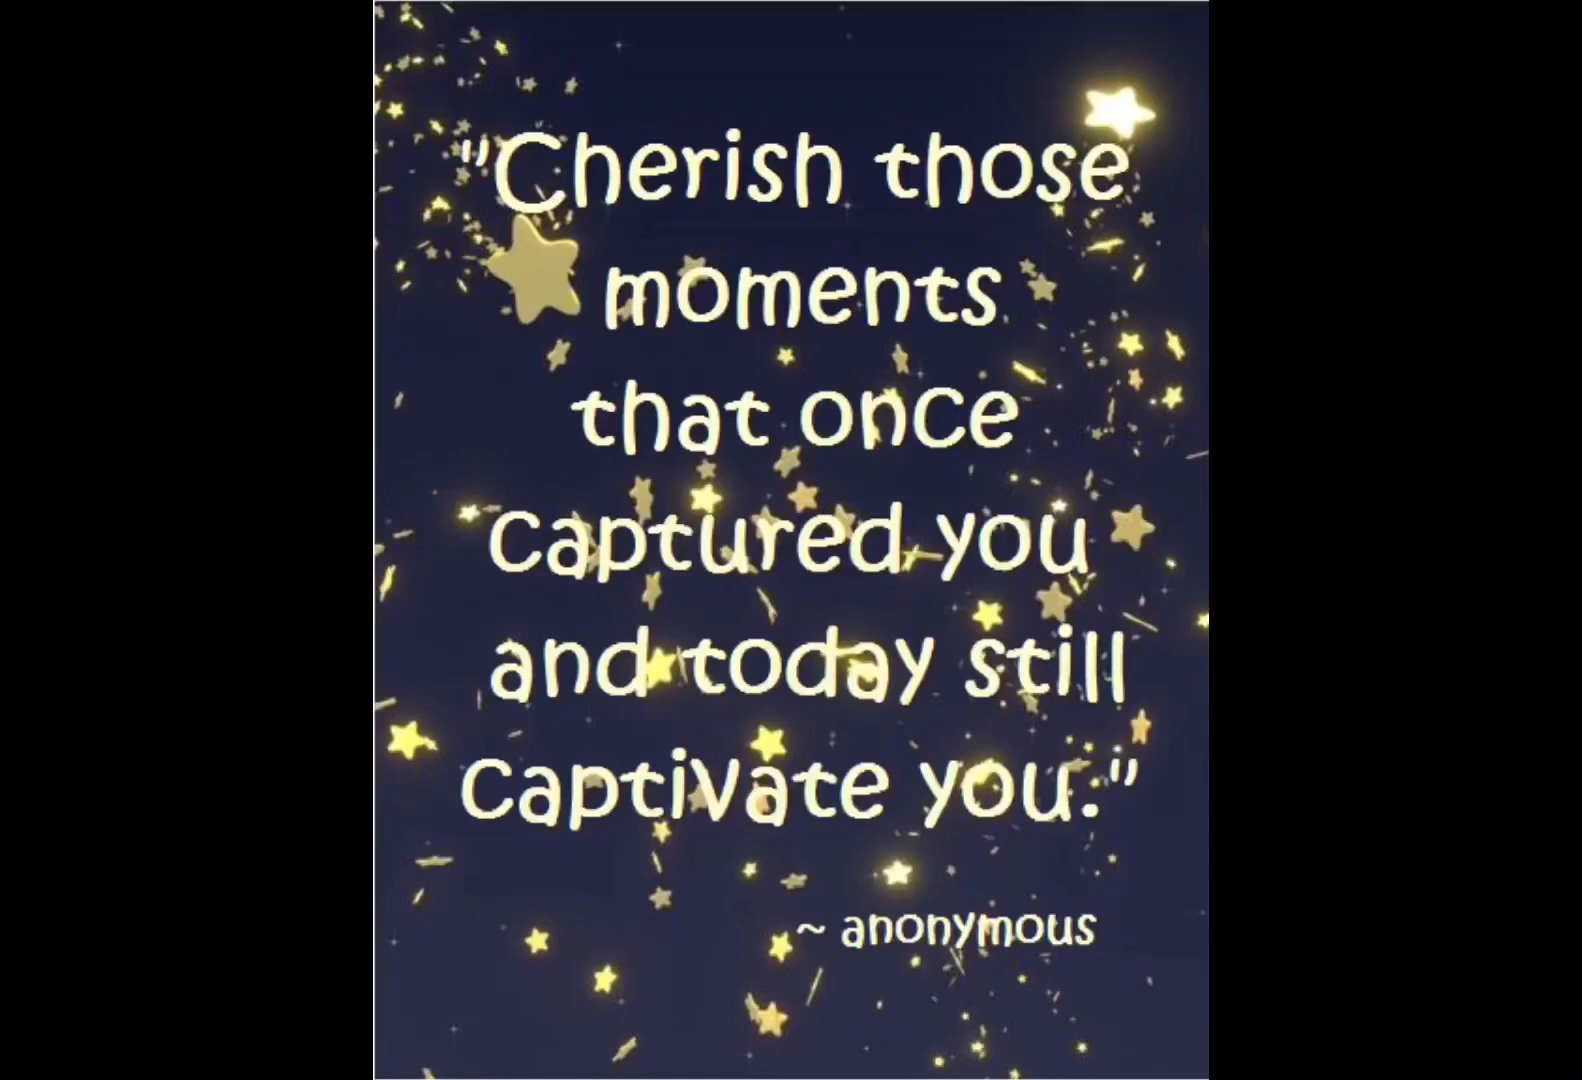 "Cherish those
moments
that once
captured you
and today still
captivate you."
~ anonymous